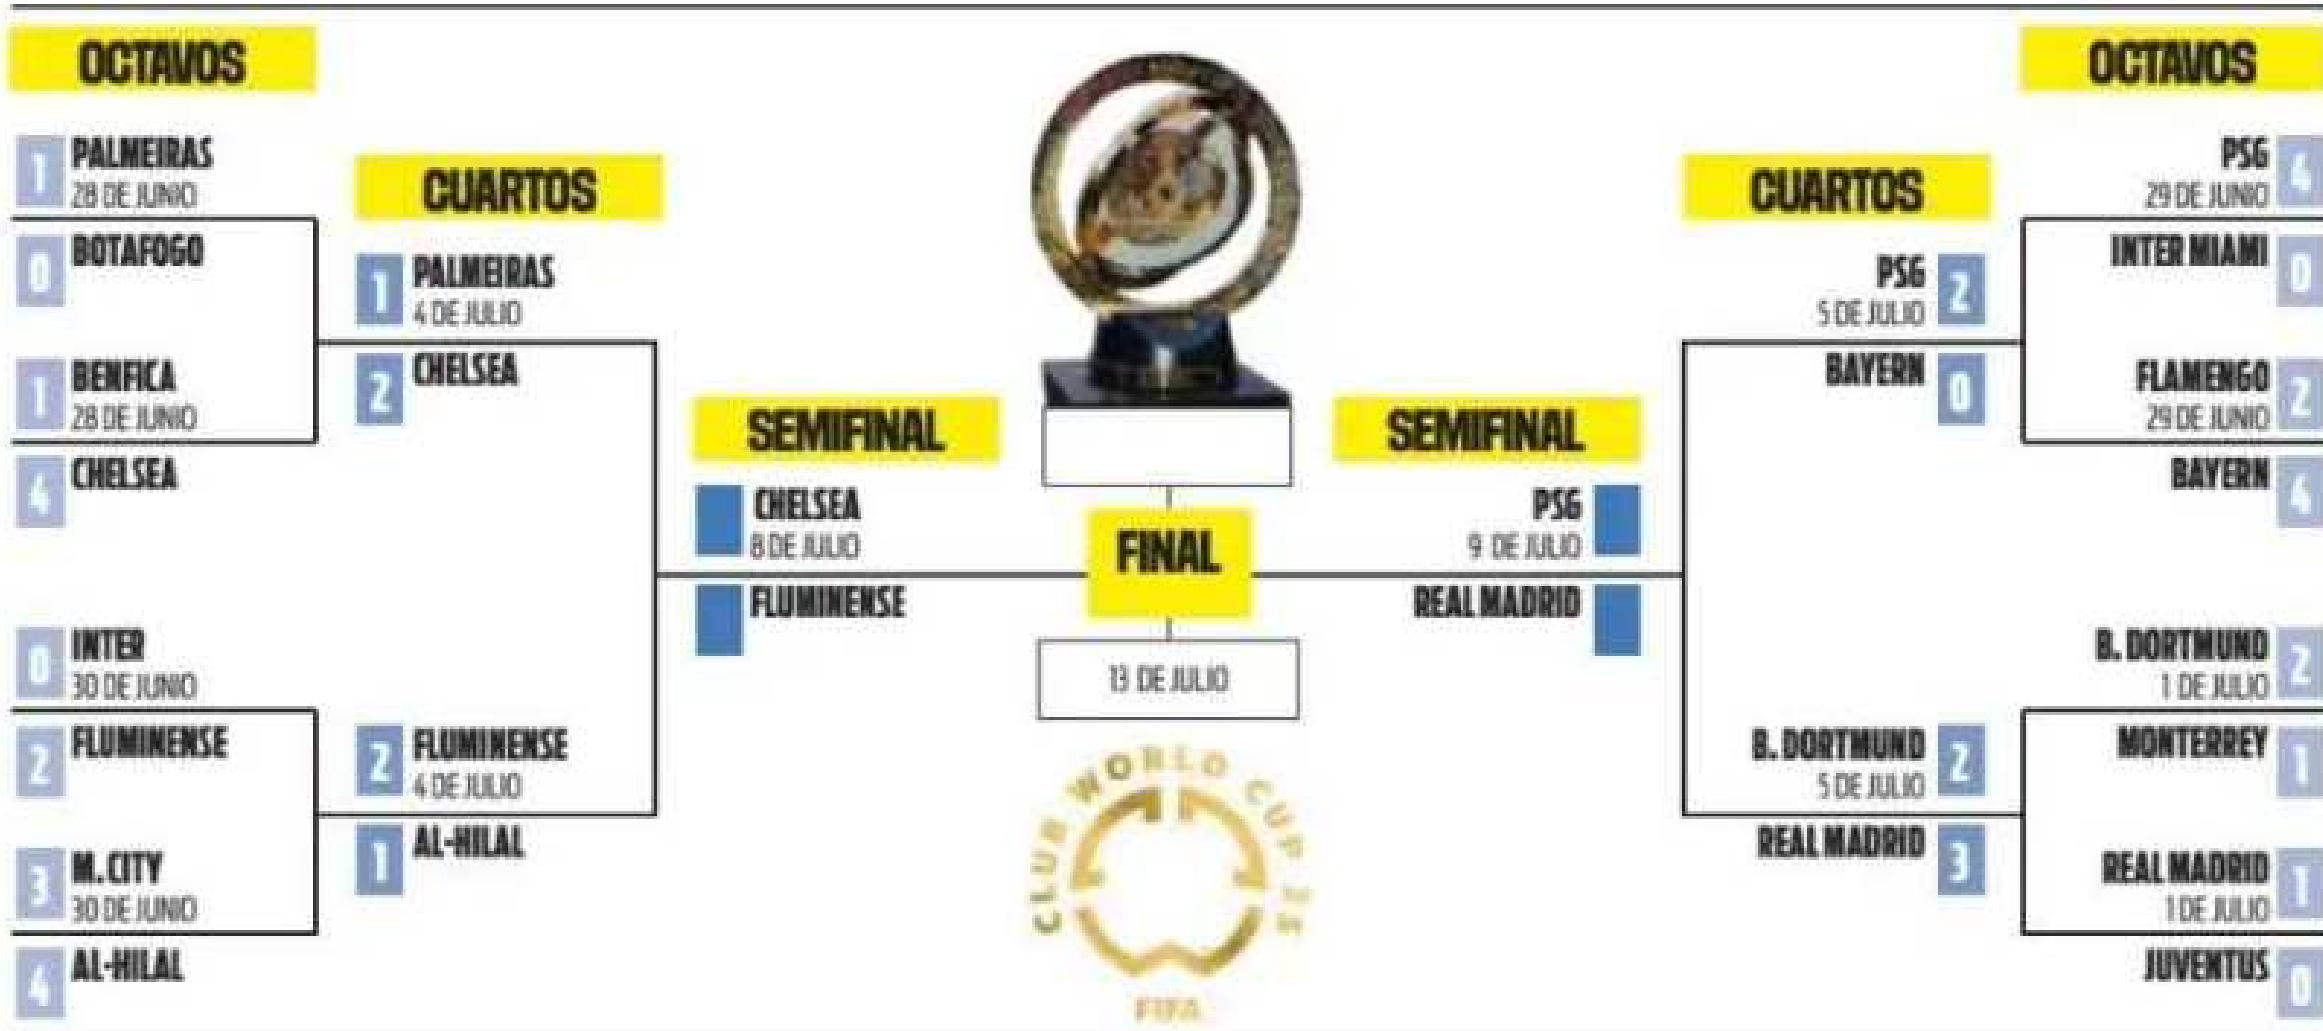 OCTAVOS
1 PALMEIRAS
28 DE JUNIO
0 BOTAFOGO
1 BENFICA
28 DE JUNIO
4 CHELSEA
0 INTER
30 DE JUNIO
2 FLUMINENSE
3 M. CITY
30 DE JUNIO
4 AL-HILAL
CUARTOS
1 PALMEIRAS
4 DE JULIO
2 CHELSEA
2 FLUMINENSE
4 DE JULIO
1 AL-HILAL
SEMIFINAL
CHELSEA
8 DE JULIO
FLUMINENSE
FINAL
13 DE JULIO
CLUB WORLD CUP 25
FIFA
SEMIFINAL
PSG
9 DE JULIO
REAL MADRID
CUARTOS
PSG 2
5 DE JULIO
BAYERN 0
B. DORTMUND 2
5 DE JULIO
REAL MADRID 3
OCTAVOS
PSG 4
29 DE JUNIO
INTER MIAMI 0
FLAMENGO 2
29 DE JUNIO
BAYERN 4
B. DORTMUND 2
1 DE JULIO
MONTERREY 1
REAL MADRID 1
1 DE JULIO
JUVENTUS 0